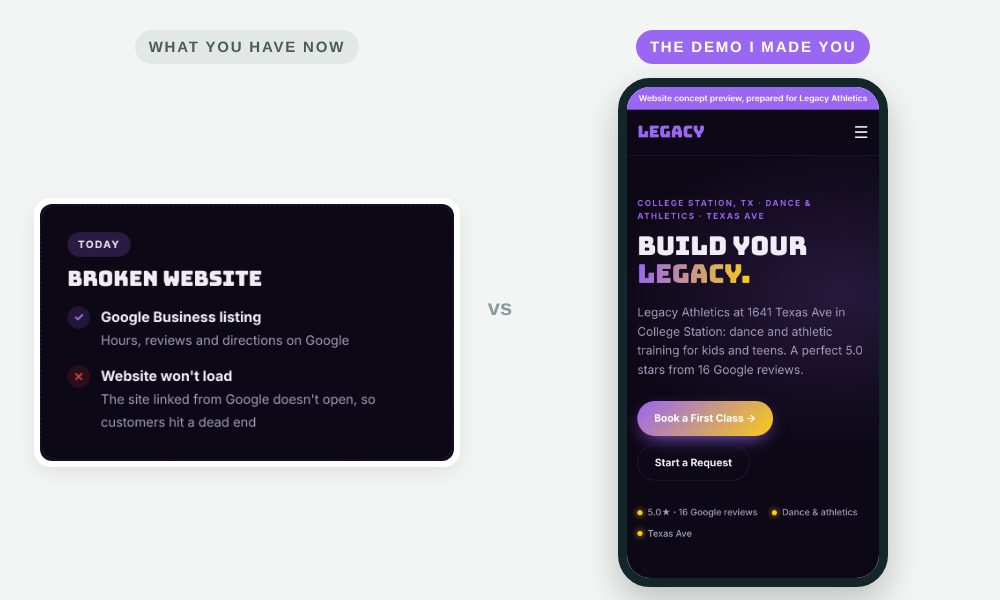 WHAT YOU HAVE NOW
TODAY
BROKEN WEBSITE
Google Business listing
Hours, reviews and directions on Google
Website won't load
The site linked from Google doesn't open, so
customers hit a dead end
vs
THE DEMO I MADE YOU
Website concept preview, prepared for Legacy Athletics
LEGACY
COLLEGE STATION, TX · DANCE &
ATHLETICS · TEXAS AVE
BUILD YOUR
LEGACY.
Legacy Athletics at 1641 Texas Ave in
College Station: dance and athletic
training for kids and teens. A perfect 5.0
stars from 16 Google reviews.
Book a First Class →
Start a Request
5.0★ · 16 Google reviews
Dance & athletics
Texas Ave